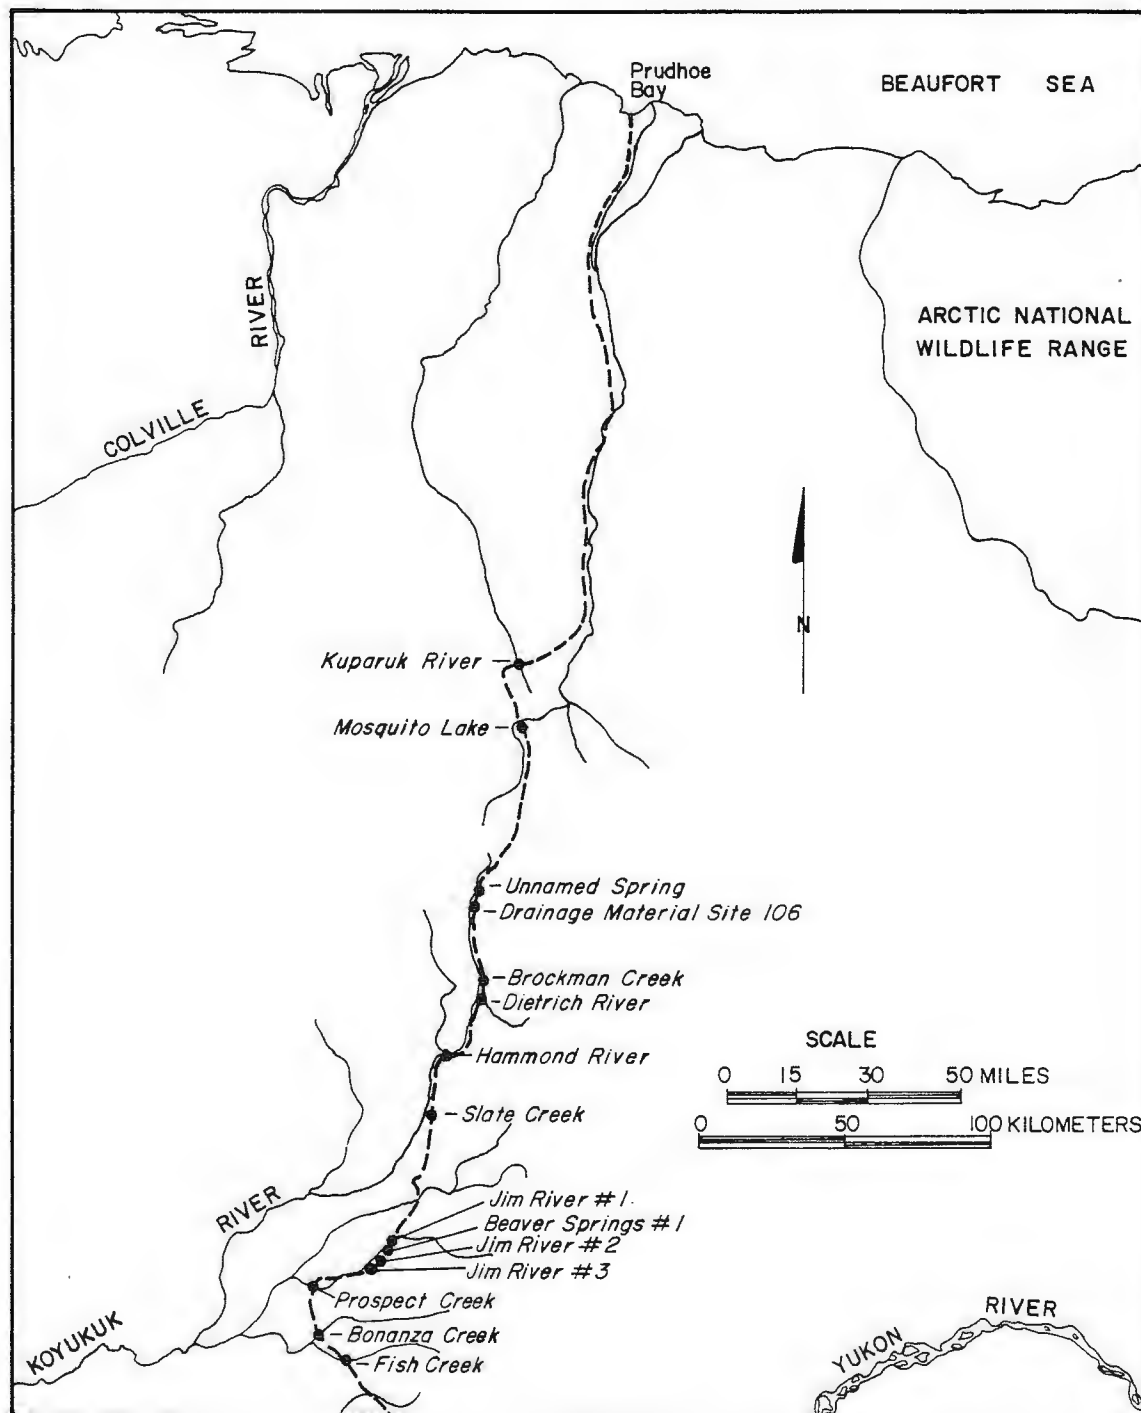 Prudhoe
Bay
BEAUFORT SEA
RIVER
ARCTIC NATIONAL
WILDLIFE RANGE
COLVILLE
N
Kuparuk River
Mosquito Lake
Unnamed Spring
Drainage Material Site 106
Brockman Creek
Dietrich River
Hammond River
SCALE
0 15 30 50 MILES
0 50 100 KILOMETERS
Slate Creek
RIVER
Jim River #1
Beaver Springs #1
Jim River #2
Jim River #3
Prospect Creek
KOYUKUK
Bonanza Creek
Fish Creek
YUKON
RIVER